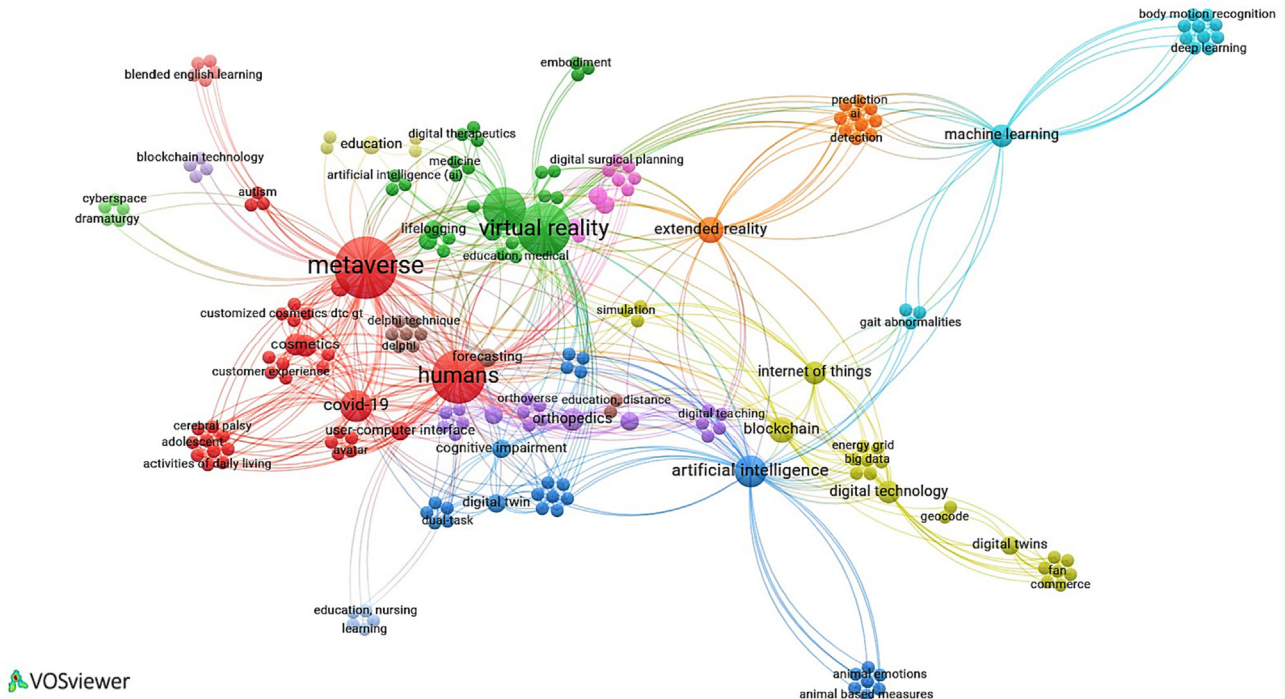 body motion recognition
deep learning
blended english learning
embodiment
prediction
ai
detection
machine learning
digital therapeutics
education
medicine
artificial intelligence (ai)
digital surgical planning
blockchain technology
autism
cyberspace
dramaturgy
lifelogging
virtual reality
education, medical
extended reality
metaverse
customized cosmetics dtc gt
delphi technique
delphi
simulation
gait abnormalities
cosmetics
customer experience
forecasting
humans
internet of things
covid-19
orthoverse
education, distance
orthopedics
digital teaching
blockchain
cerebral palsy
adolescent
activities of daily living
user-computer interface
avatar
cognitive impairment
energy grid
big data
artificial intelligence
digital technology
digital twin
dual-task
geocode
digital twins
fan
commerce
education, nursing
learning
animal emotions
animal based measures
VOSviewer